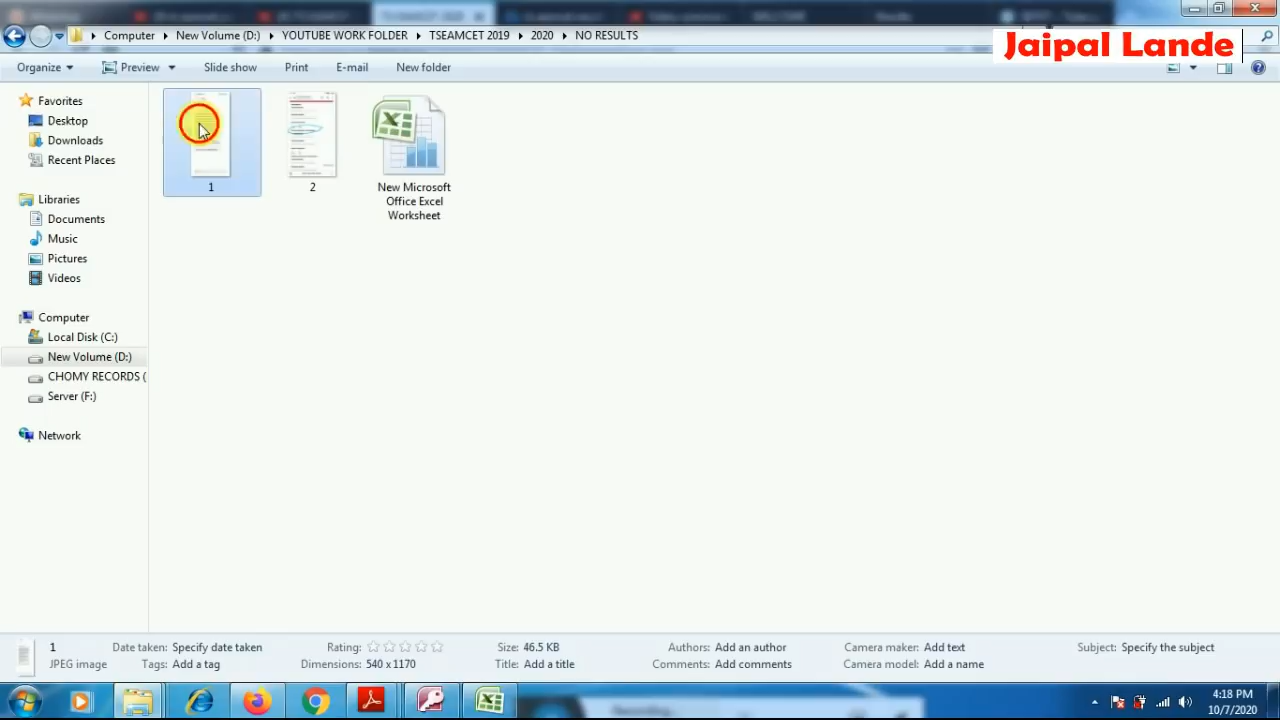 Computer New Volume (D:) YOUTUBE WORK FOLDER TSEAMCET 2019 2020 NO RESULTS
Jaipal Lande
Organize Preview Slide show Print E-mail New folder
Favorites
Desktop
Downloads
Recent Places
Libraries
Documents
Music
Pictures
Videos
Computer
Local Disk (C:)
New Volume (D:)
CHOMY RECORDS (
Server (F:)
Network
1
2
New Microsoft
Office Excel
Worksheet
1 Date taken: Specify date taken Rating: Size: 46.5 KB Authors: Add an author Camera maker: Add text Subject: Specify the subject
JPEG image Tags: Add a tag Dimensions: 540 x 1170 Title: Add a title Comments: Add comments Camera model: Add a name
4:18 PM
10/7/2020